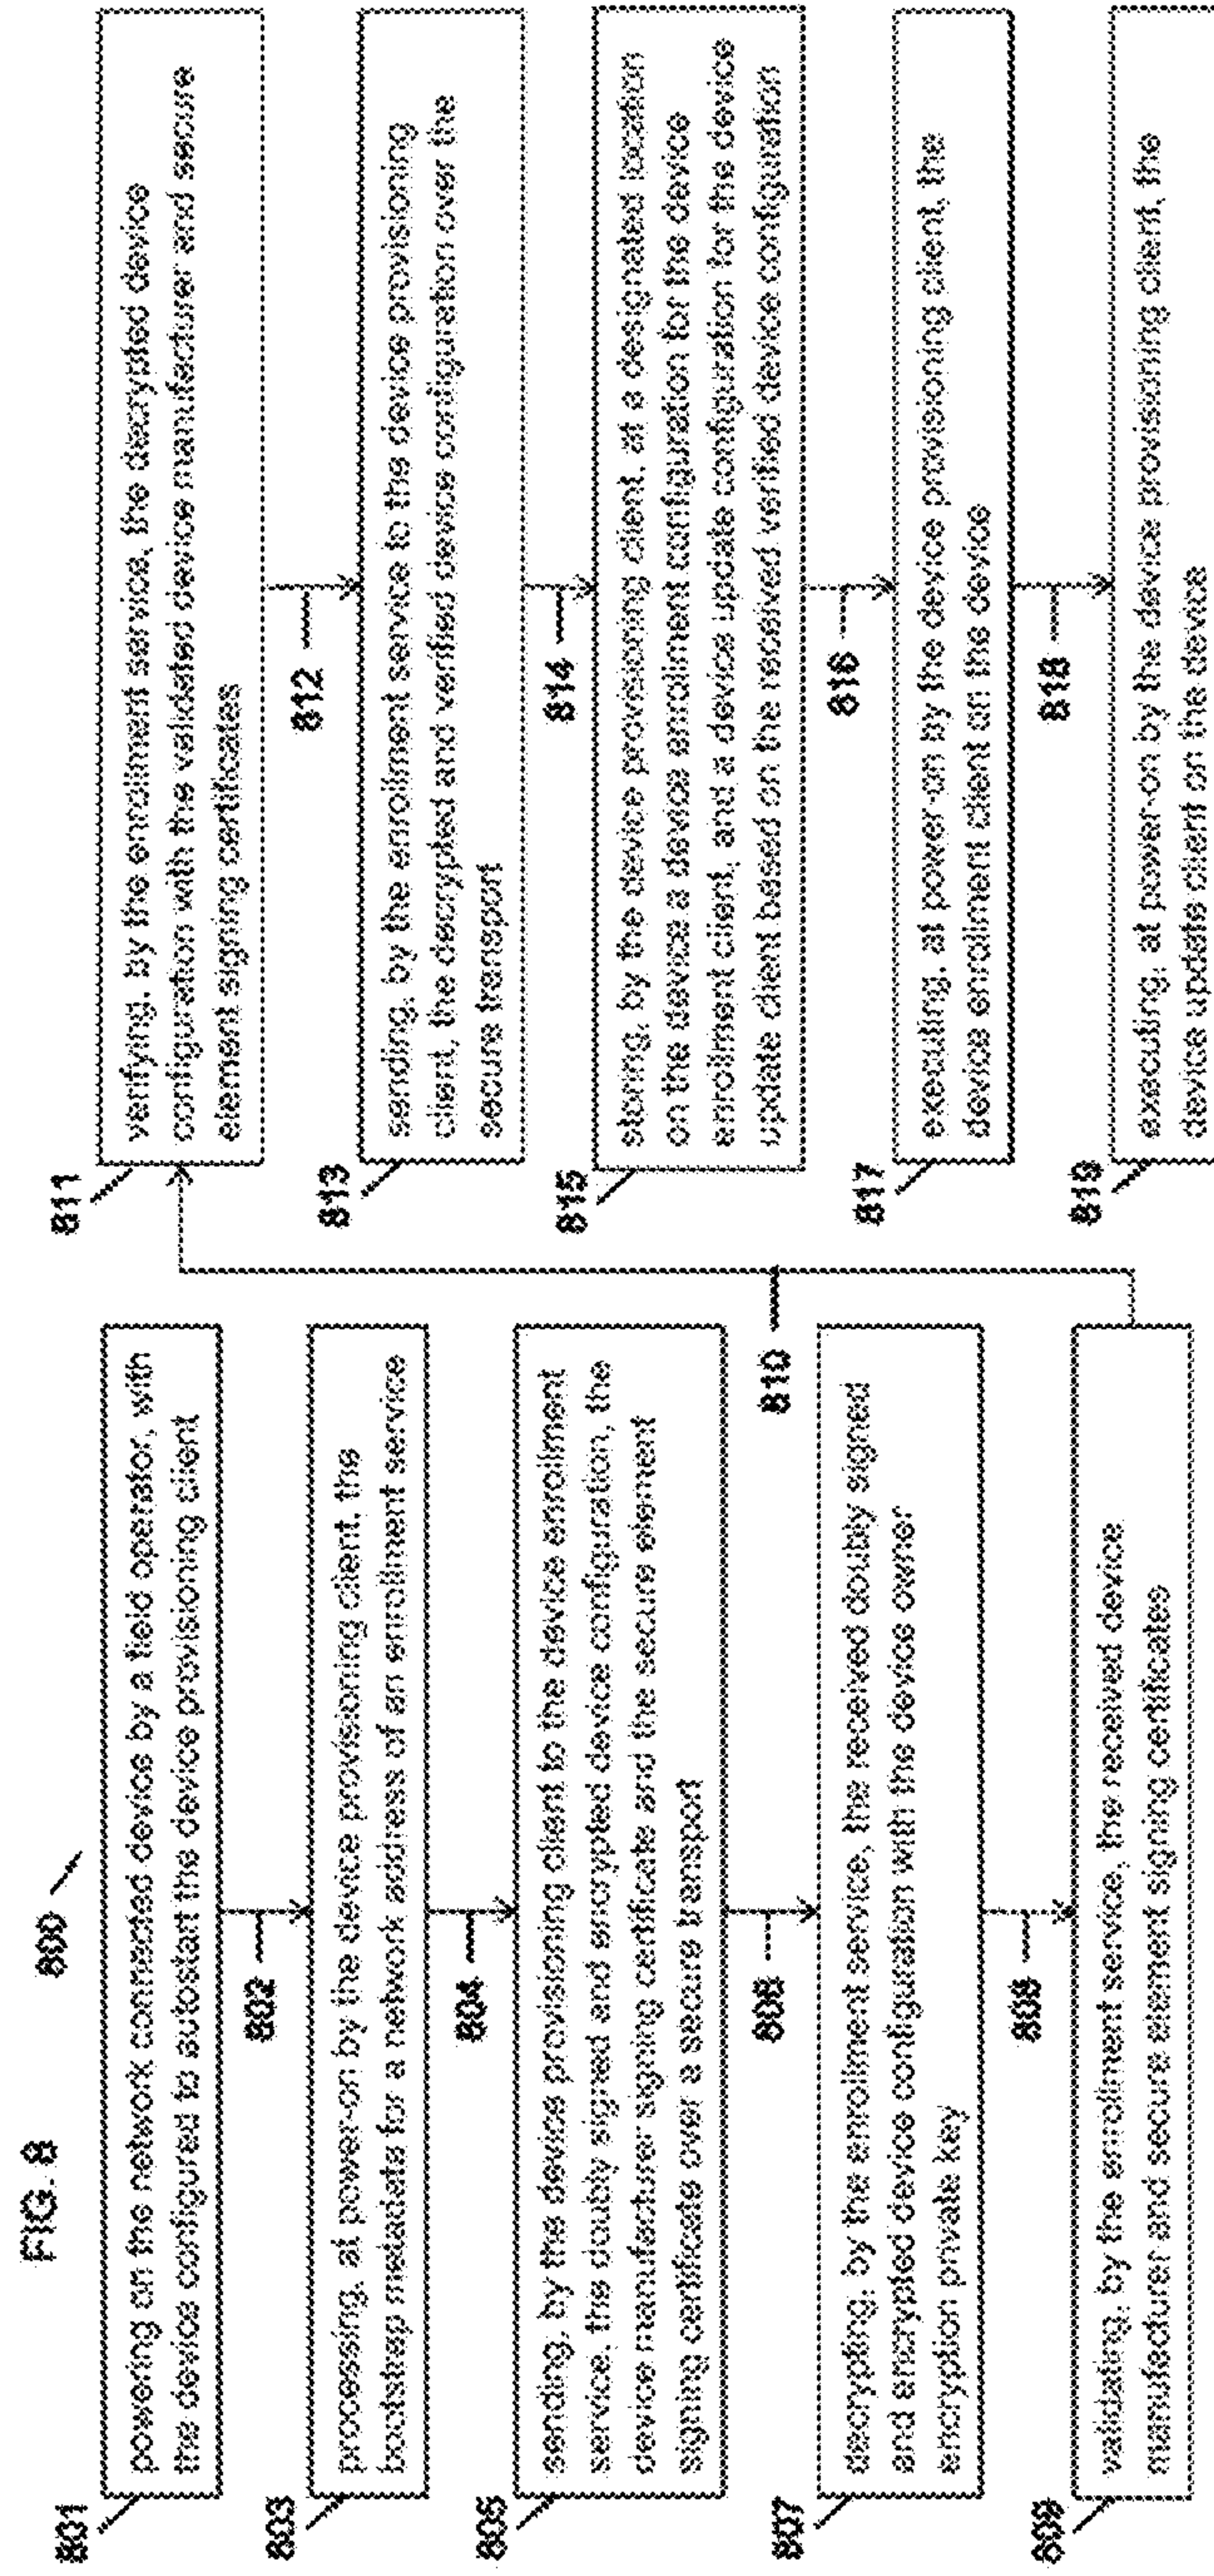 FIG. 8
800
801
powering on the network connected device by a field operator, with
the device configured to autostart the device provisioning client
802
803
processing, at power-on by the device provisioning client, the
bootstrap metadata for a network address of an enrollment service
804
805
sending, by the device provisioning client to the device enrollment
service, the doubly signed and encrypted device configuration, the
device manufacturer signing certificate and the secure element
signing certificate over a secure transport
806
807
decrypting, by the enrollment service, the received doubly signed
and encrypted device configuration with the device owner
encryption private key
808
809
validating, by the enrollment service, the received device
manufacturer and secure element signing certificates
810
811
verifying, by the enrollment service, the decrypted device
configuration with the validated device manufacturer and secure
element signing certificates
812
813
sending, by the enrollment service to the device provisioning
client, the decrypted and verified device configuration over the
secure transport
814
815
storing, by the device provisioning client, at a designated location
on the device a device enrollment configuration for the device
enrollment client, and a device update configuration for the device
update client based on the received verified device configuration
816
817
executing, at power-on by the device provisioning client, the
device enrollment client on the device
818
819
executing, at power-on by the device provisioning client, the
device update client on the device